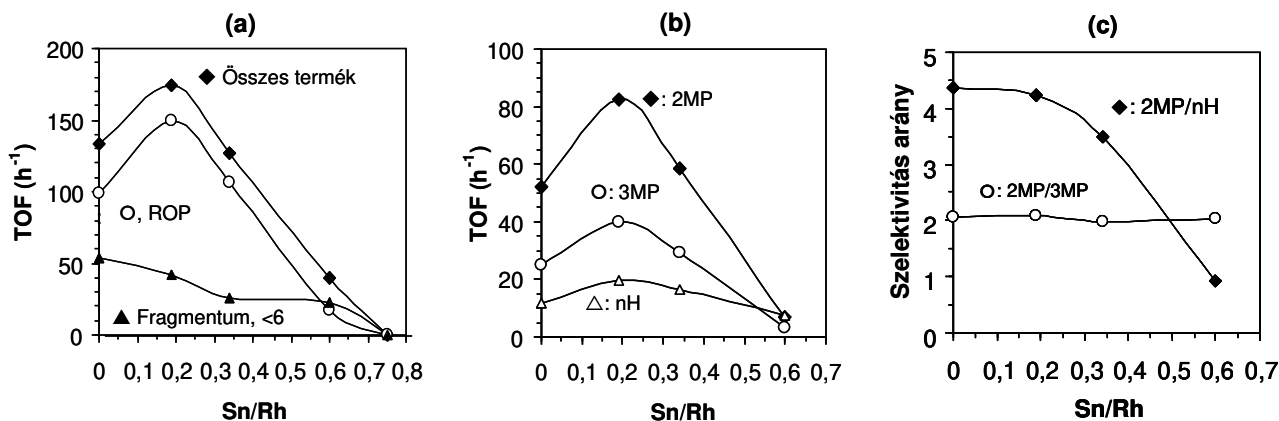 (a)
200
150
100
50
0
TOF (h⁻¹)
◆ Összes termék
O, ROP
▲ Fragmentum, <6
0 0,1 0,2 0,3 0,4 0,5 0,6 0,7 0,8
Sn/Rh
(b)
100
80
60
40
20
0
TOF (h⁻¹)
◆: 2MP
O: 3MP
△: nH
0 0,1 0,2 0,3 0,4 0,5 0,6 0,7
Sn/Rh
(c)
5
4
3
2
1
0
Szelektivitás arány
◆: 2MP/nH
O: 2MP/3MP
0 0,1 0,2 0,3 0,4 0,5 0,6 0,7
Sn/Rh